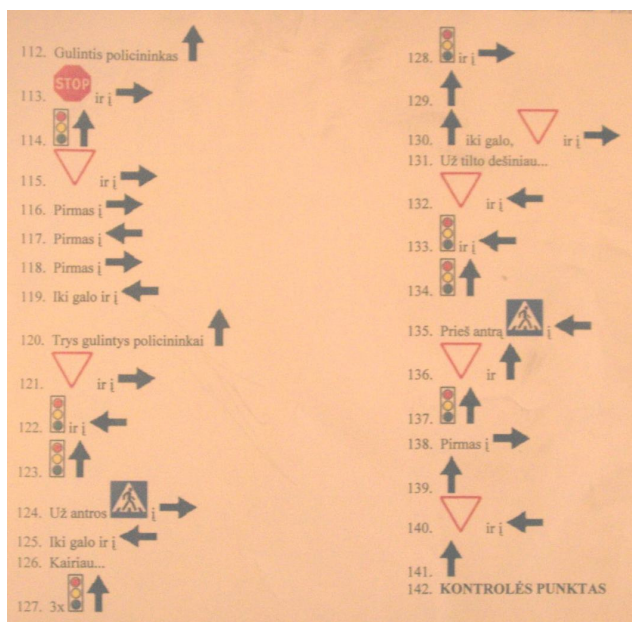 112. Gulintis policininkas
113. STOP ir į
114.
115. ir į
116. Pirmas į
117. Pirmas į
118. Pirmas į
119. Iki galo ir į
120. Trys gulintys policininkai
121. ir į
122. ir į
123.
124. Už antros į
125. Iki galo ir į
126. Kairiau...
127. 3x
128. ir į
129.
130. iki galo, ir į
131. Už tilto dešiniau...
132. ir į
133. ir į
134.
135. Prieš antrą į
136. ir
137.
138. Pirmas į
139.
140. ir į
141.
142. KONTROLĖS PUNKTAS